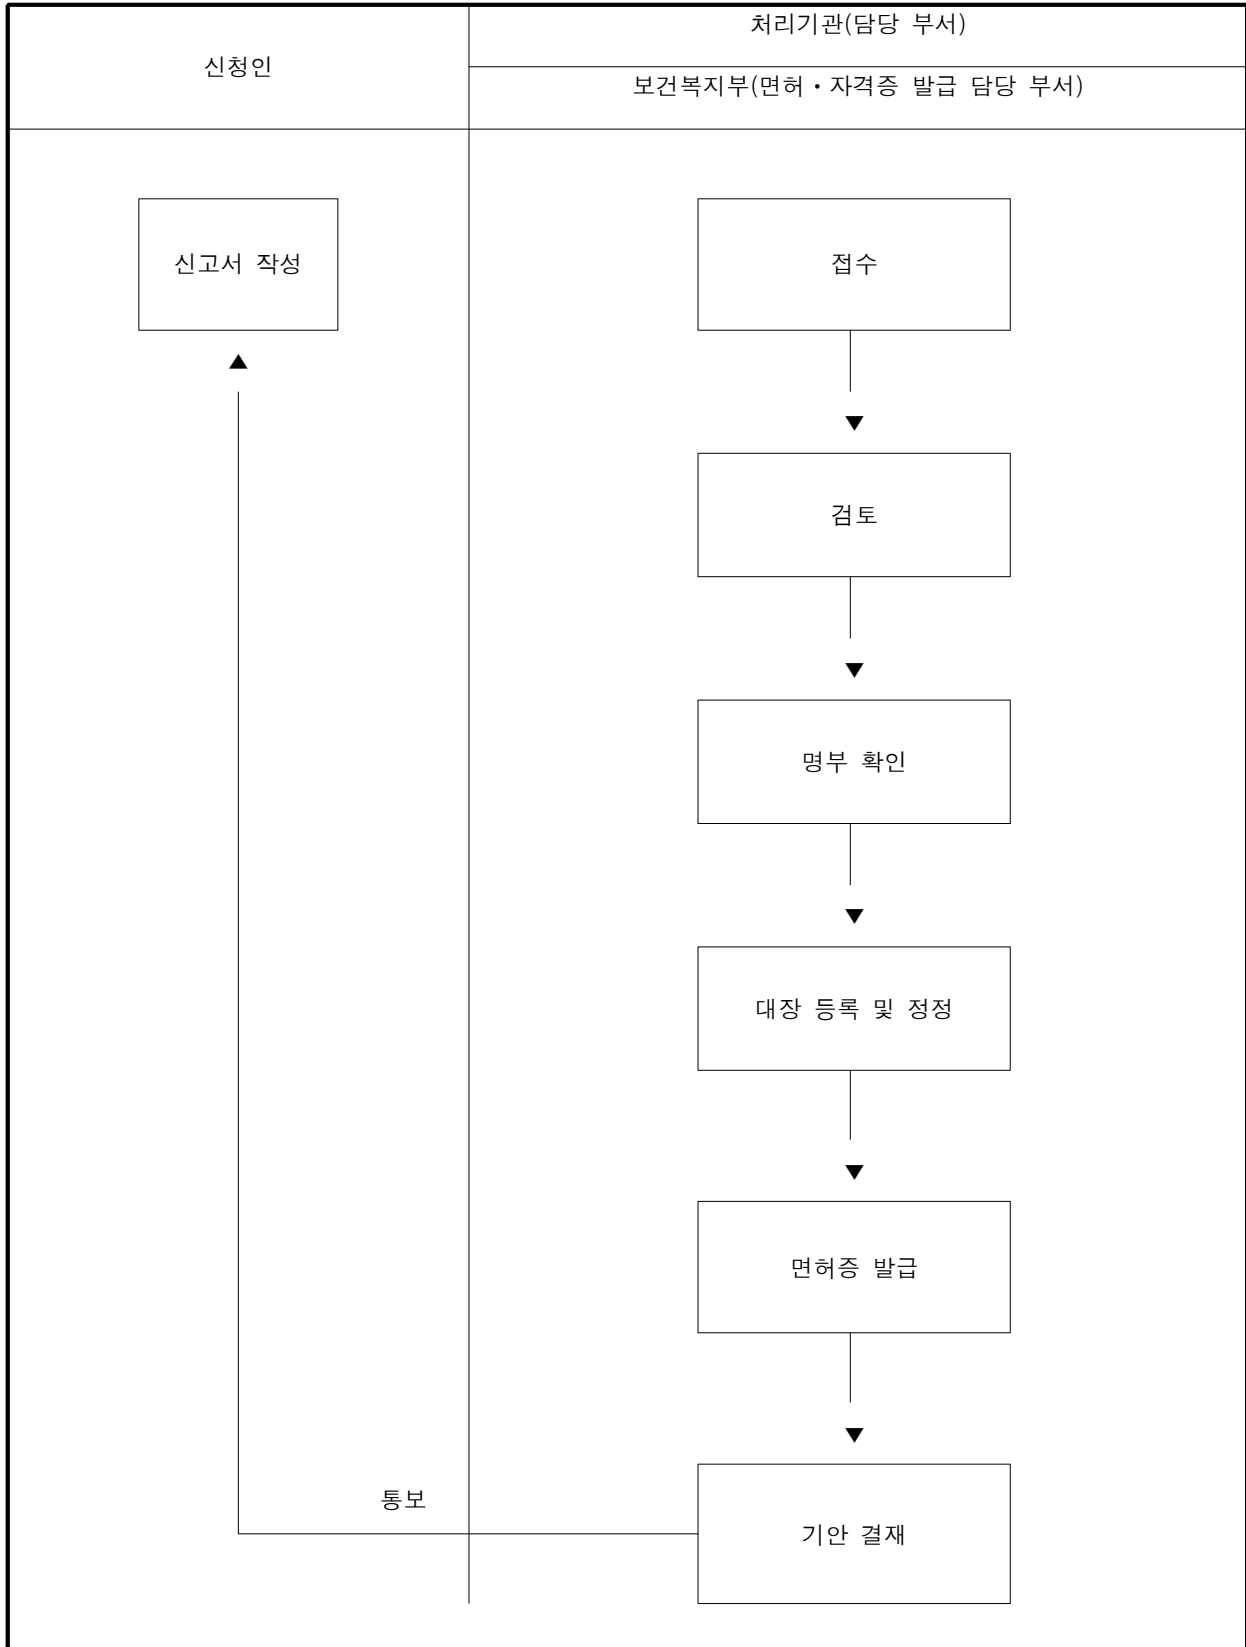 처리기관(담당 부서)
신청인
보건복지부(면허・자격증 발급 담당 부서)
신고서 작성
접수
검토
명부 확인
대장 등록 및 정정
면허증 발급
통보
기안 결재